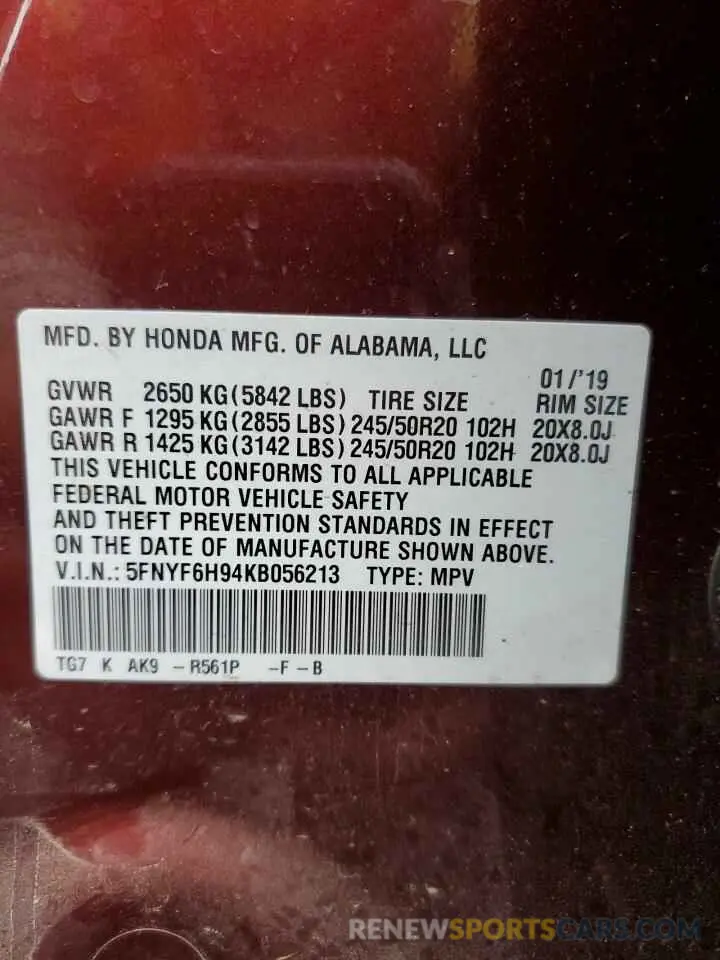 MFD. BY HONDA MFG. OF ALABAMA, LLC
01/'19
GVWR 2650 KG(5842 LBS) TIRE SIZE RIM SIZE
GAWR F 1295 KG(2855 LBS) 245/50R20 102H 20X8.0J
GAWR R 1425 KG(3142 LBS) 245/50R20 102H 20X8.0J
THIS VEHICLE CONFORMS TO ALL APPLICABLE
FEDERAL MOTOR VEHICLE SAFETY
AND THEFT PREVENTION STANDARDS IN EFFECT
ON THE DATE OF MANUFACTURE SHOWN ABOVE.
V.I.N.: 5FNYF6H94KB056213 TYPE: MPV
TG7 K AK9 -R561P -F-B
RENEWSPORTSCARS.COM